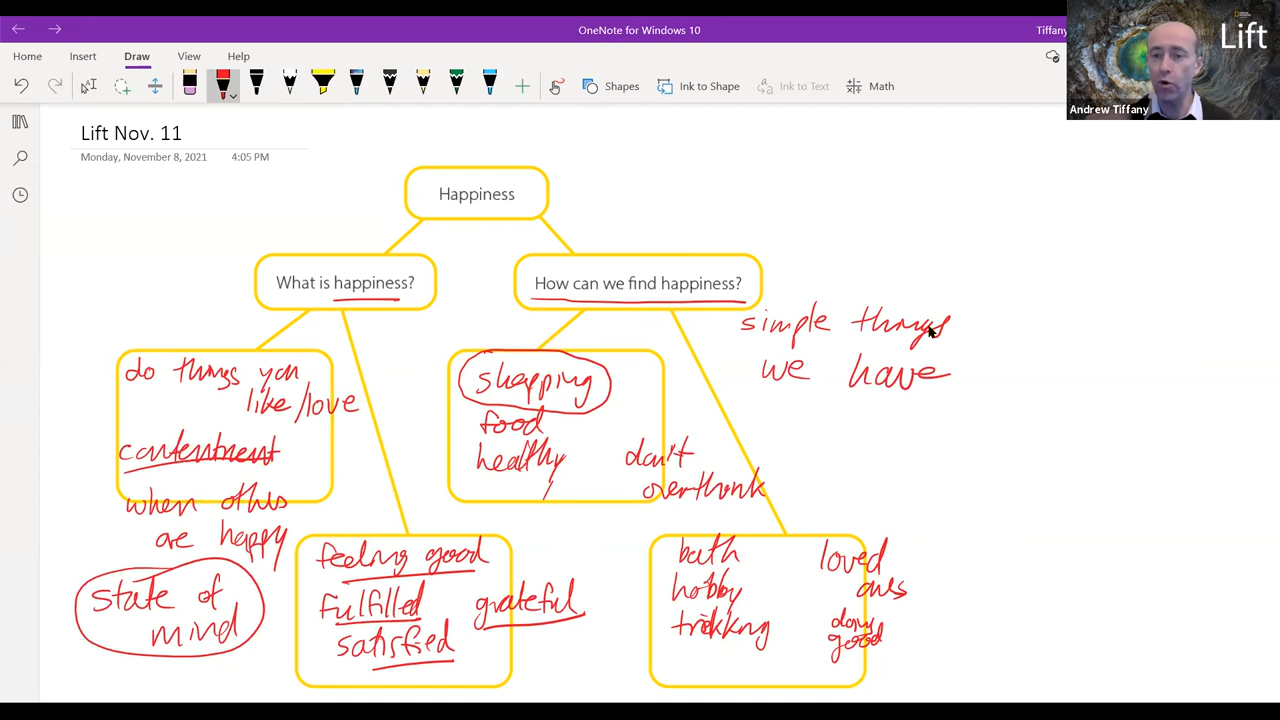 OneNote for Windows 10
Tiffany
Lift
Home
Insert
Draw
View
Help
Shapes
Ink to Shape
Ink to Text
Math
Andrew Tiffany
Lift Nov. 11
Monday, November 8, 2021 4:05 PM
Happiness
What is happiness?
How can we find happiness?
simple things
we have
do things you
like/love
contentment
when others
are happy
state of
mind
shopping
food
healthy
don't
overthink
feeling good
fulfilled
grateful
satisfied
bath
hobby
trekking
loved
ones
doing
good